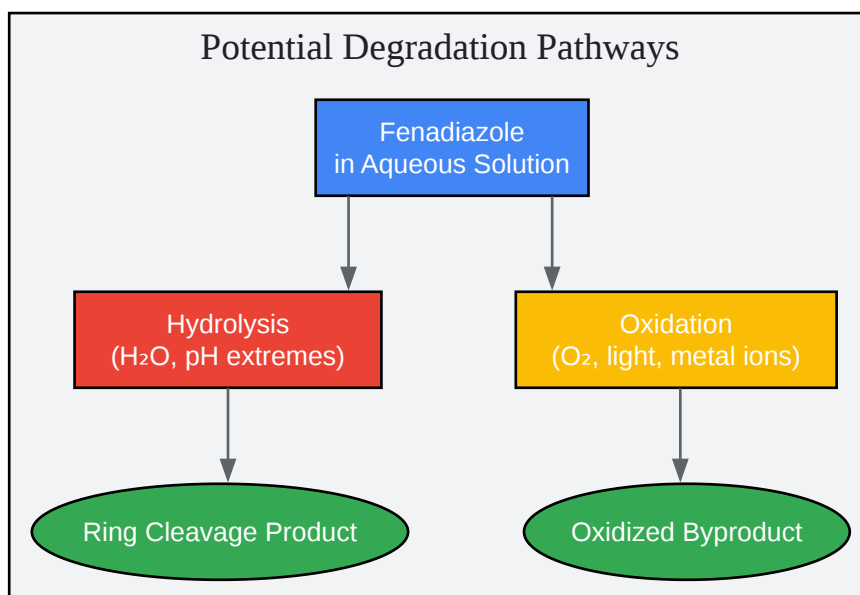 Potential Degradation Pathways
Fenadiazole
in Aqueous Solution
Hydrolysis
(H₂O, pH extremes)
Oxidation
(O₂, light, metal ions)
Ring Cleavage Product
Oxidized Byproduct